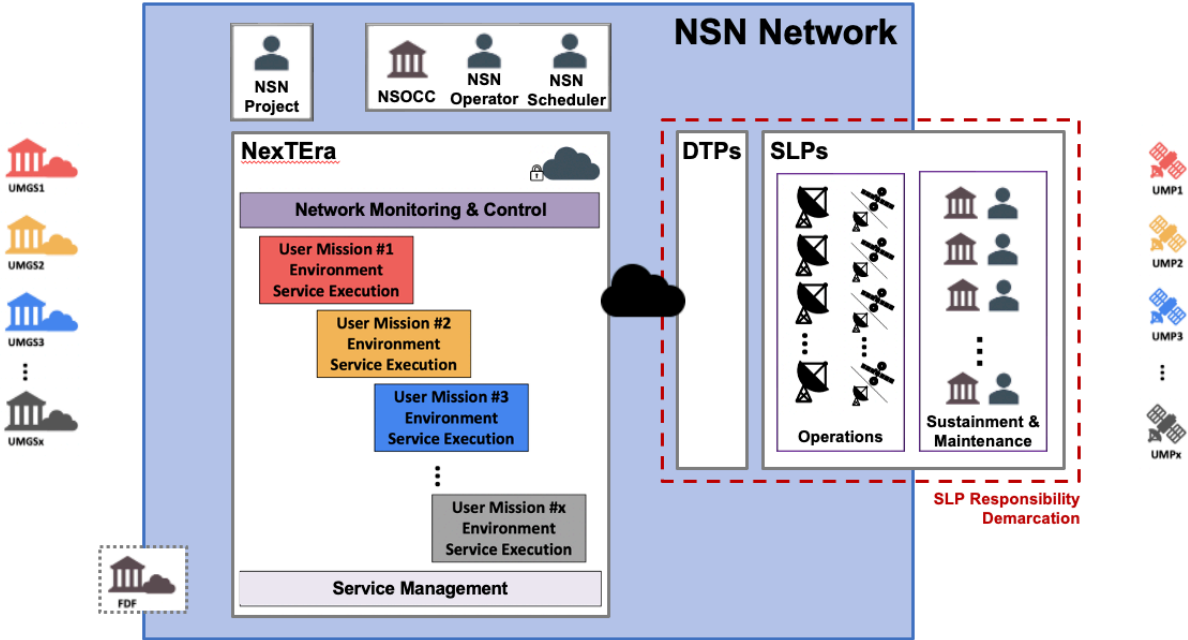 NSN Network
NSN
Project
NSOCC
NSN
Operator
NSN
Scheduler
UMGS1
UMGS2
UMGS3
UMGSx
FDF
NexTEra
Network Monitoring & Control
User Mission #1
Environment
Service Execution
User Mission #2
Environment
Service Execution
User Mission #3
Environment
Service Execution
User Mission #x
Environment
Service Execution
Service Management
DTPs
SLPs
Operations
Sustainment &
Maintenance
SLP Responsibility
Demarcation
UMP1
UMP2
UMP3
UMPx